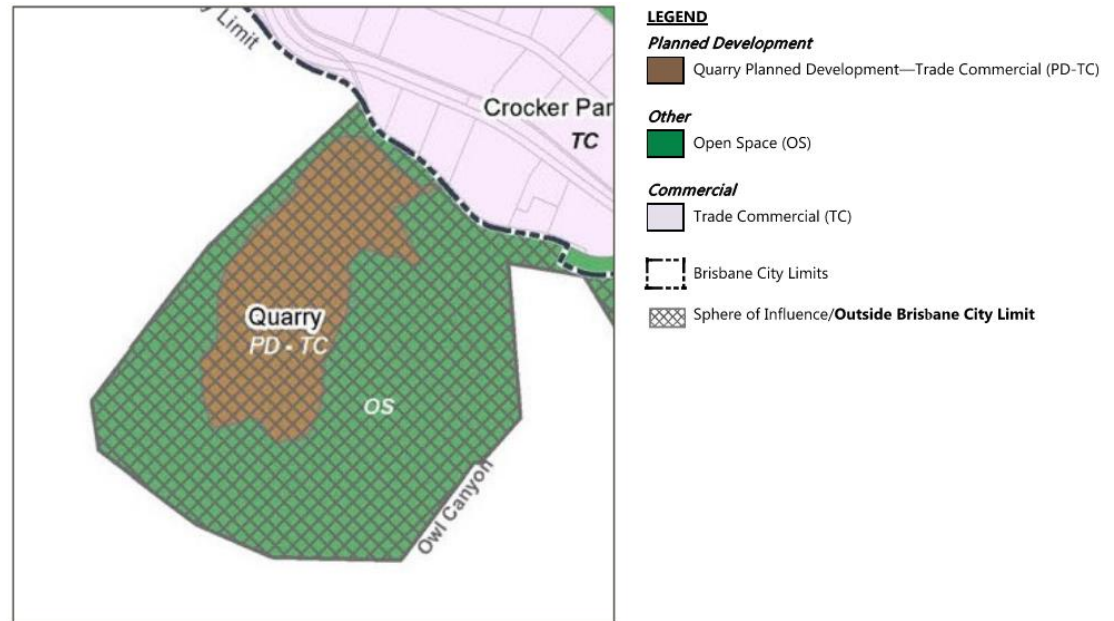 y Limit
Crocker Par
TC
Quarry
PD - TC
OS
Owl Canyon
LEGEND
Planned Development
Quarry Planned Development—Trade Commercial (PD-TC)
Other
Open Space (OS)
Commercial
Trade Commercial (TC)
Brisbane City Limits
Sphere of Influence/Outside Brisbane City Limit